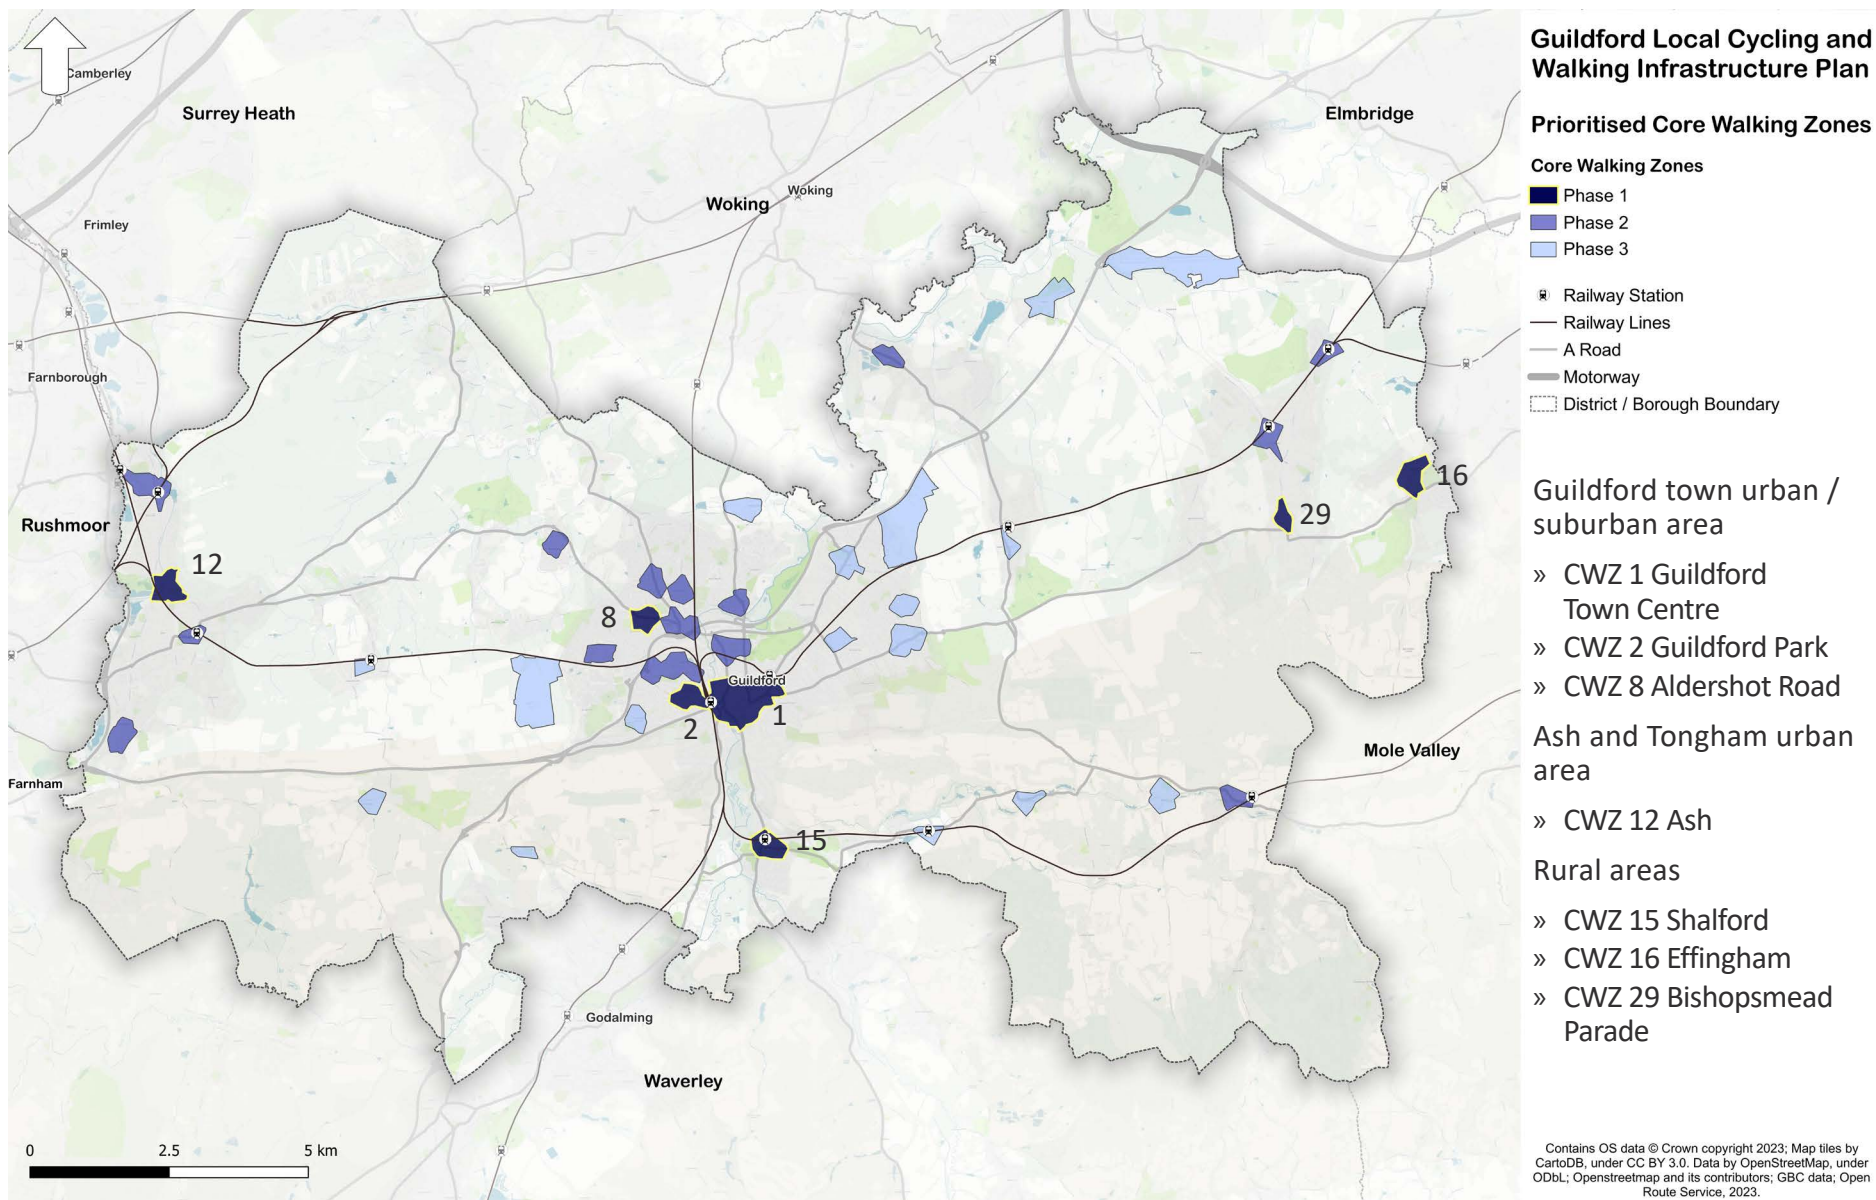 Guildford Local Cycling and
Walking Infrastructure Plan
Prioritised Core Walking Zones
Core Walking Zones
Phase 1
Phase 2
Phase 3
Railway Station
Railway Lines
A Road
Motorway
District / Borough Boundary
Guildford town urban /
suburban area
» CWZ 1 Guildford
Town Centre
» CWZ 2 Guildford Park
» CWZ 8 Aldershot Road
Ash and Tongham urban
area
» CWZ 12 Ash
Rural areas
» CWZ 15 Shalford
» CWZ 16 Effingham
» CWZ 29 Bishopsmead
Parade
Contains OS data © Crown copyright 2023; Map tiles by
CartoDB, under CC BY 3.0. Data by OpenStreetMap, under
ODbL; Openstreetmap and its contributors; GBC data; Open
Route Service, 2023.
Camberley
Surrey Heath
Elmbridge
Woking
Woking
Frimley
Farnborough
16
29
Rushmoor
12
8
Guildford
2
1
Mole Valley
Farnham
15
Godalming
Waverley
0 2.5 5 km